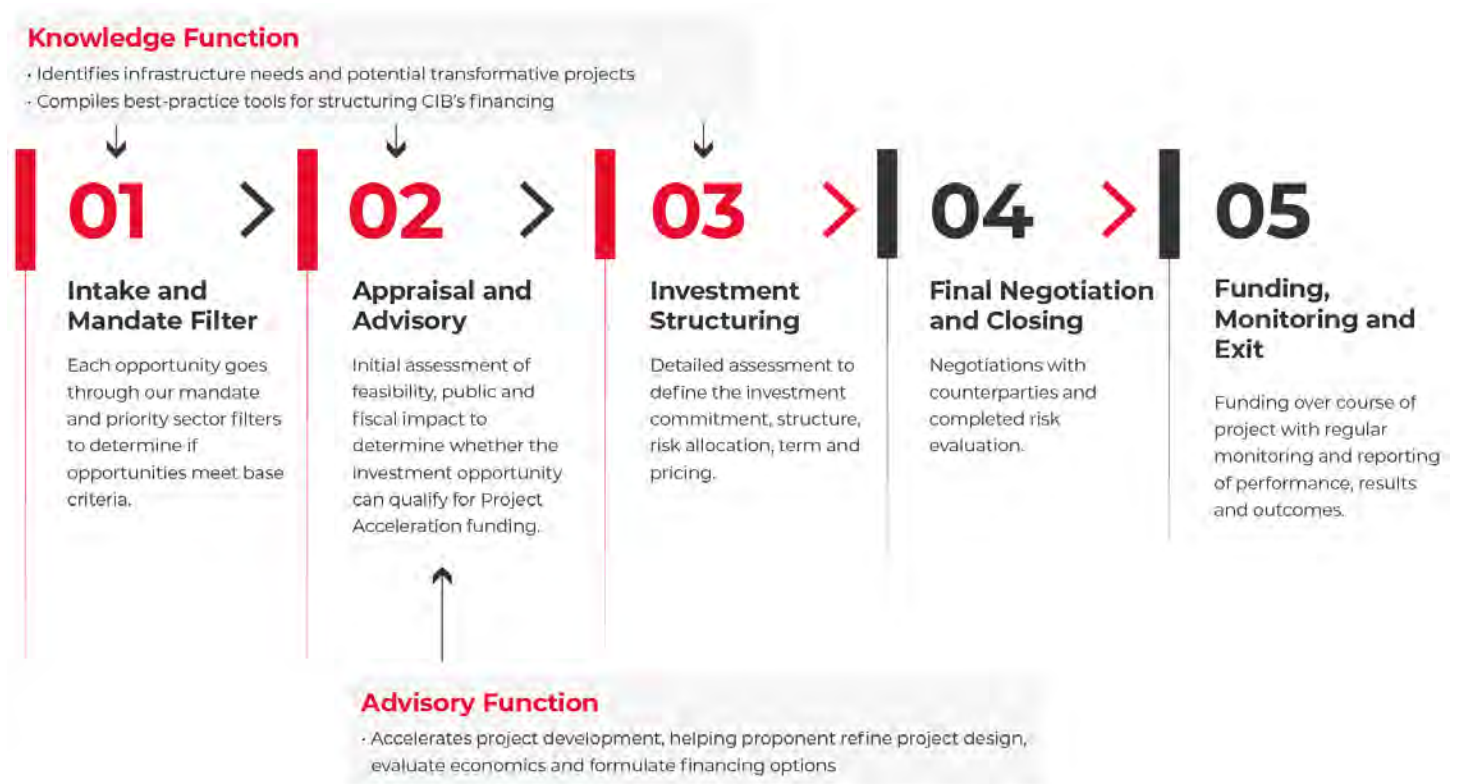 Knowledge Function
· Identifies infrastructure needs and potential transformative projects
· Compiles best-practice tools for structuring CIB's financing
01
Intake and
Mandate Filter
Each opportunity goes
through our mandate
and priority sector filters
to determine if
opportunities meet base
criteria.
02
Appraisal and
Advisory
Initial assessment of
feasibility, public and
fiscal impact to
determine whether the
investment opportunity
can qualify for Project
Acceleration funding.
03
Investment
Structuring
Detailed assessment to
define the investment
commitment, structure,
risk allocation, term and
pricing.
04
Final Negotiation
and Closing
Negotiations with
counterparties and
completed risk
evaluation.
05
Funding,
Monitoring and
Exit
Funding over course of
project with regular
monitoring and reporting
of performance, results
and outcomes.
Advisory Function
· Accelerates project development, helping proponent refine project design,
evaluate economics and formulate financing options